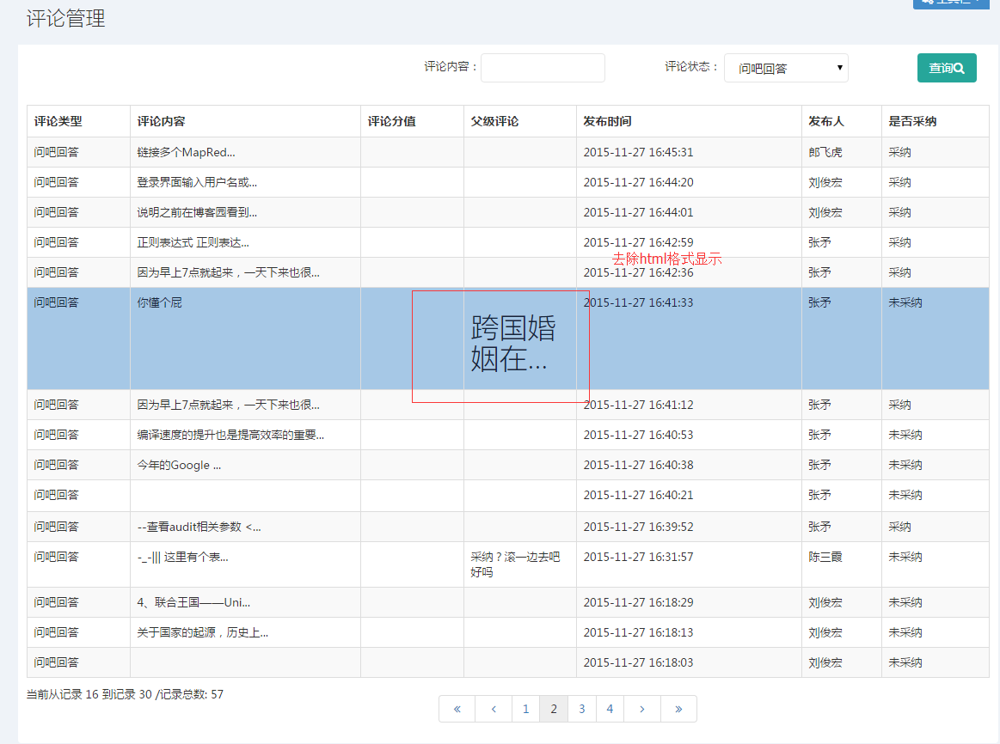 评论管理
评论内容：
评论状态：
问吧回答
查询
评论类型 评论内容 评论分值 父级评论 发布时间 发布人 是否采纳
问吧回答 链接多个MapRed... 2015-11-27 16:45:31 郎飞虎 采纳
问吧回答 登录界面输入用户名或... 2015-11-27 16:44:20 刘俊宏 采纳
问吧回答 说明之前在博客园看到... 2015-11-27 16:44:01 刘俊宏 采纳
问吧回答 正则表达式 正则表达... 2015-11-27 16:42:59 张矛 采纳
去除html格式显示
问吧回答 因为早上7点就起来，一天下来也很... 2015-11-27 16:42:36 张矛 采纳
问吧回答 你懂个屁 2015-11-27 16:41:33 张矛 未采纳
跨国婚
姻在...
问吧回答 因为早上7点就起来，一天下来也很... 2015-11-27 16:41:12 张矛 采纳
问吧回答 编译速度的提升也是提高效率的重要... 2015-11-27 16:40:53 张矛 未采纳
问吧回答 今年的Google ... 2015-11-27 16:40:38 张矛 未采纳
问吧回答 2015-11-27 16:40:21 张矛 未采纳
问吧回答 --查看audit相关参数 <... 2015-11-27 16:39:52 张矛 采纳
问吧回答 -_-||| 这里有个表... 采纳？滚一边去吧 2015-11-27 16:31:57 陈三霞 未采纳
好吗
问吧回答 4、联合王国——Uni... 2015-11-27 16:18:29 刘俊宏 未采纳
问吧回答 关于国家的起源，历史上... 2015-11-27 16:18:13 刘俊宏 未采纳
问吧回答 2015-11-27 16:18:03 刘俊宏 未采纳
当前从记录 16 到记录 30 /记录总数: 57
« ‹ 1 2 3 4 › »